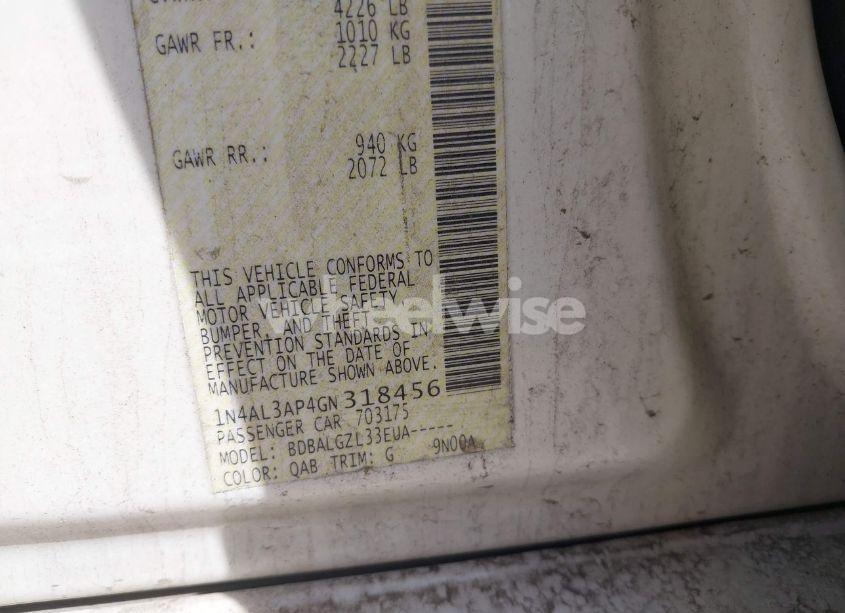 4226 LB
GAWR FR.: 1010 KG
2227 LB
GAWR RR.: 940 KG
2072 LB
THIS VEHICLE CONFORMS TO
ALL APPLICABLE FEDERAL
MOTOR VEHICLE SAFETY,
BUMPER, AND THEFT
PREVENTION STANDARDS IN
EFFECT ON THE DATE OF
MANUFACTURE SHOWN ABOVE.
1N4AL3AP4GN318456
PASSENGER CAR 703175
MODEL: BDBALGZL33EUA-----
COLOR: QAB TRIM: G 9N00A
wheelwise